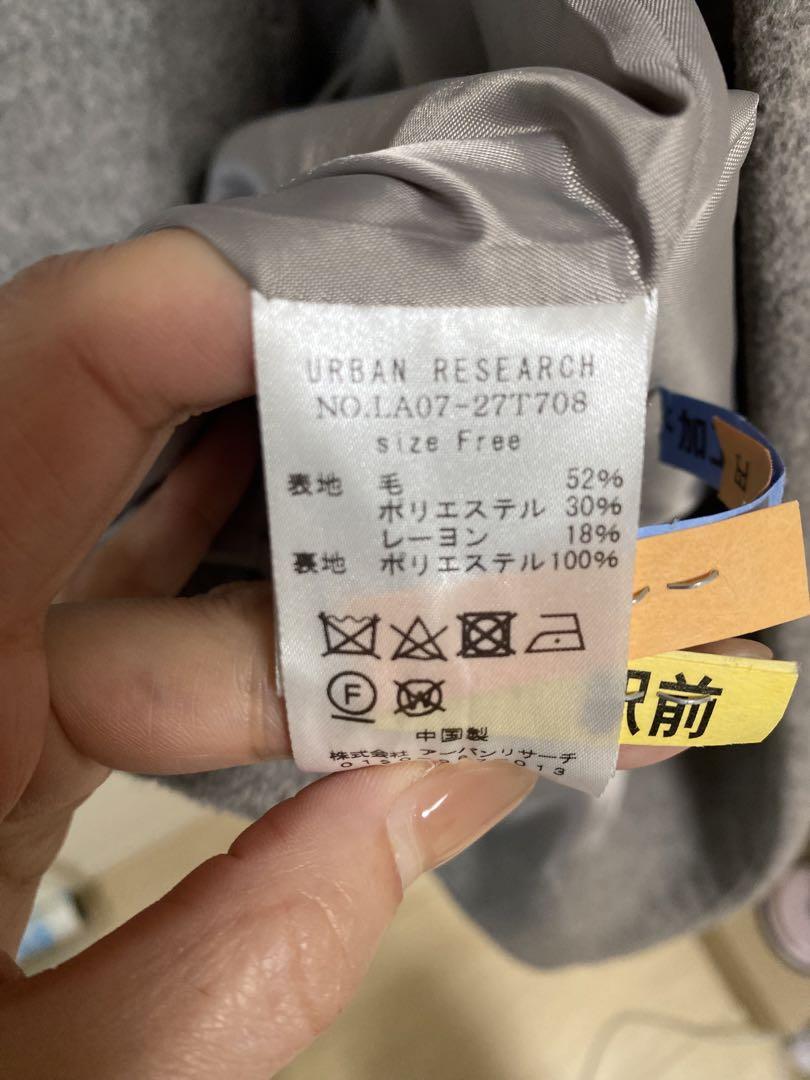 URBAN RESEARCH
NO.LA07-27T708
size Free
表地 毛 52%
ポリエステル 30%
レーヨン 18%
裏地 ポリエステル100%
F
W
中国製
株式会社 アーバンリサーチ
加
EC
駅前